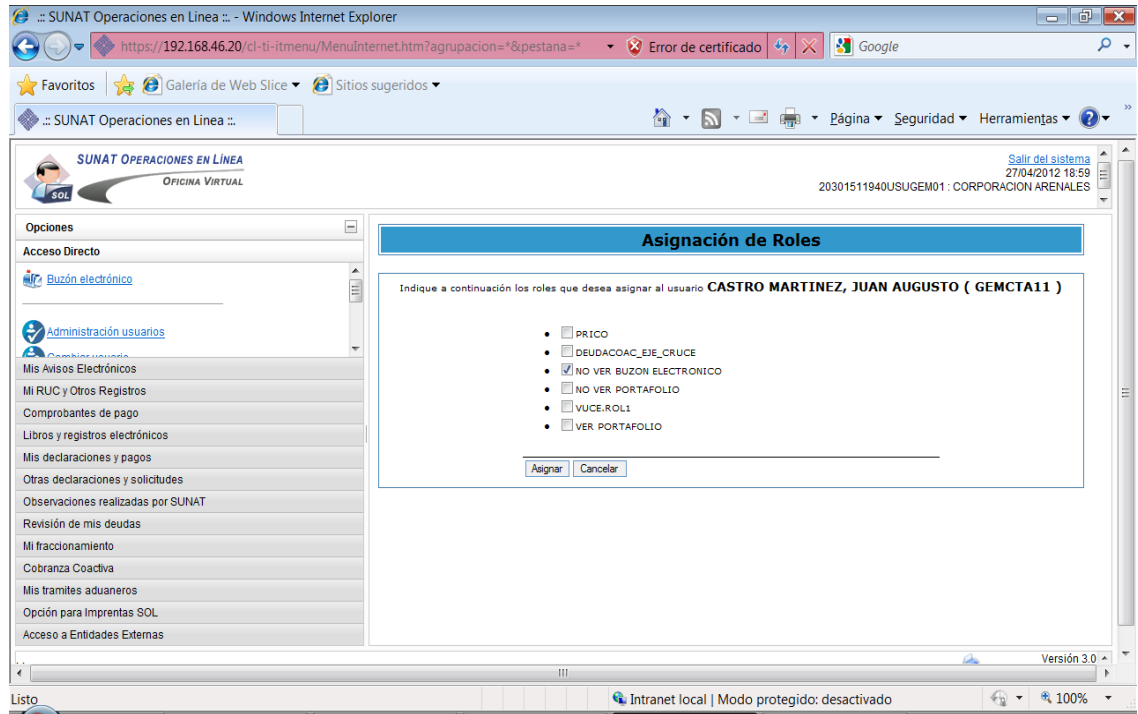 .:: SUNAT Operaciones en Linea ::. - Windows Internet Explorer
https://192.168.46.20/cl-ti-itmenu/MenuInternet.htm?agrupacion=*&pestana=*
Error de certificado
Google
Favoritos
Galería de Web Slice
Sitios sugeridos
.:: SUNAT Operaciones en Linea ::.
Página
Seguridad
Herramientas
SUNAT OPERACIONES EN LÍNEA
OFICINA VIRTUAL
SOL
Salir del sistema
27/04/2012 18:59
20301511940USUGEM01 : CORPORACION ARENALES
Opciones
Acceso Directo
Buzón electrónico
Administración usuarios
Cambiar usuario
Mis Avisos Electrónicos
Mi RUC y Otros Registros
Comprobantes de pago
Libros y registros electrónicos
Mis declaraciones y pagos
Otras declaraciones y solicitudes
Observaciones realizadas por SUNAT
Revisión de mis deudas
Mi fraccionamiento
Cobranza Coactiva
Mis tramites aduaneros
Opción para Imprentas SOL
Acceso a Entidades Externas
Asignación de Roles
Indique a continuación los roles que desea asignar al usuario CASTRO MARTINEZ, JUAN AUGUSTO ( GEMCTA11 )
PRICO
DEUDACOAC_EJE_CRUCE
NO VER BUZON ELECTRONICO
NO VER PORTAFOLIO
VUCE.ROL1
VER PORTAFOLIO
Asignar
Cancelar
Versión 3.0
Listo
Intranet local | Modo protegido: desactivado
100%